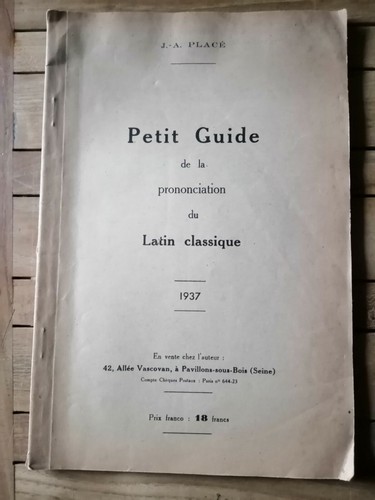 J.-A. PLACÉ
Petit Guide
de la
prononciation
du
Latin classique
1937
En vente chez l'auteur :
42, Allée Vascovan, à Pavillons-sous-Bois (Seine)
Compte Chèques Postaux : Paris nº 644-23
Prix franco : 18 francs